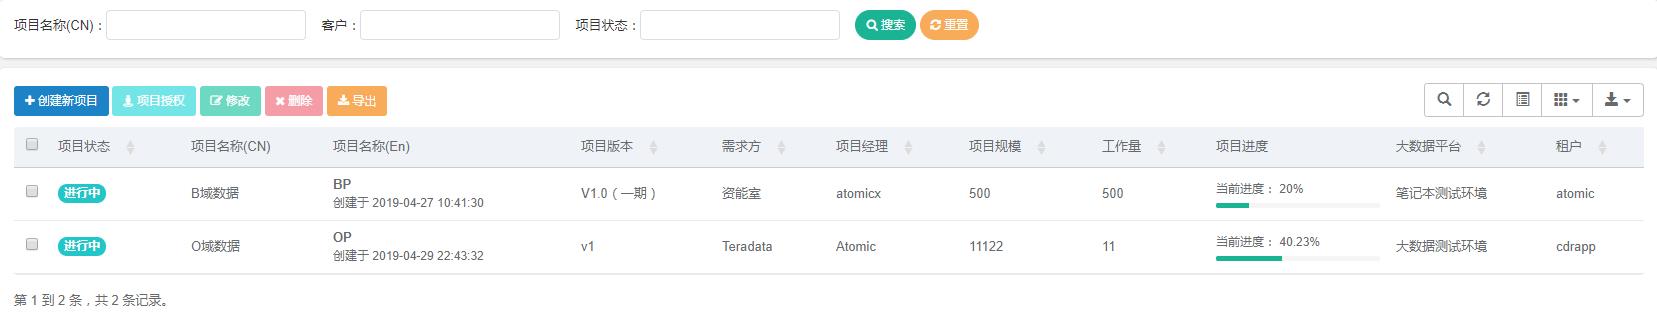 项目名称(CN)： 客户： 项目状态： 搜索 重置
创建新项目 项目授权 修改 删除 导出
项目状态 项目名称(CN) 项目名称(En) 项目版本 需求方 项目经理 项目规模 工作量 项目进度 大数据平台 租户
进行中 B域数据 BP 创建于 2019-04-27 10:41:30 V1.0（一期） 资能室 atomicx 500 500 当前进度： 20% 笔记本测试环境 atomic
进行中 O域数据 OP 创建于 2019-04-29 22:43:32 v1 Teradata Atomic 11122 11 当前进度： 40.23% 大数据测试环境 cdrapp
第 1 到 2 条，共 2 条记录。